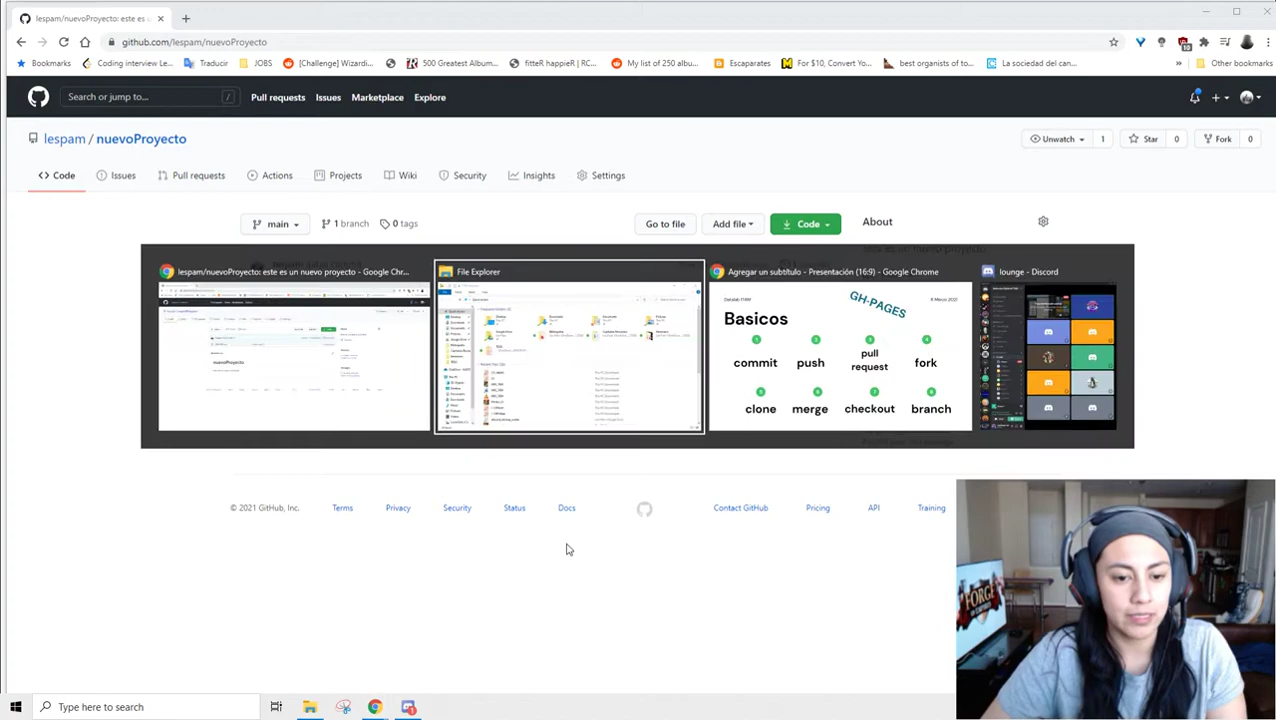 lespam/nuevoProyecto: este es u
github.com/lespam/nuevoProyecto
Bookmarks
Coding interview Le...
Traducir
JOBS
[Challenge] Wizardi...
500 Greatest Album...
fitteR happieR | RC...
My list of 250 albu...
Escaparates
For $10, Convert Yo...
best organists of to...
La sociedad del can...
»
Other bookmarks
10
Search or jump to...
/
Pull requests
Issues
Marketplace
Explore
lespam / nuevoProyecto
Unwatch
1
Star
0
Fork
0
Code
Issues
Pull requests
Actions
Projects
Wiki
Security
Insights
Settings
main
1 branch
0 tags
Go to file
Add file
Code
About
lespam/nuevoProyecto: este es un nuevo proyecto - Google Chr...
File Explorer
Agregar un subtítulo - Presentación (16:9) - Google Chrome
lounge - Discord
nuevoProyecto
8 Marzo, 2021
GH-PAGES
Basicos
commit
push
pull
request
fork
clone
merge
checkout
branch
© 2021 GitHub, Inc.
Terms
Privacy
Security
Status
Docs
Contact GitHub
Pricing
API
Training
FORGE
Type here to search